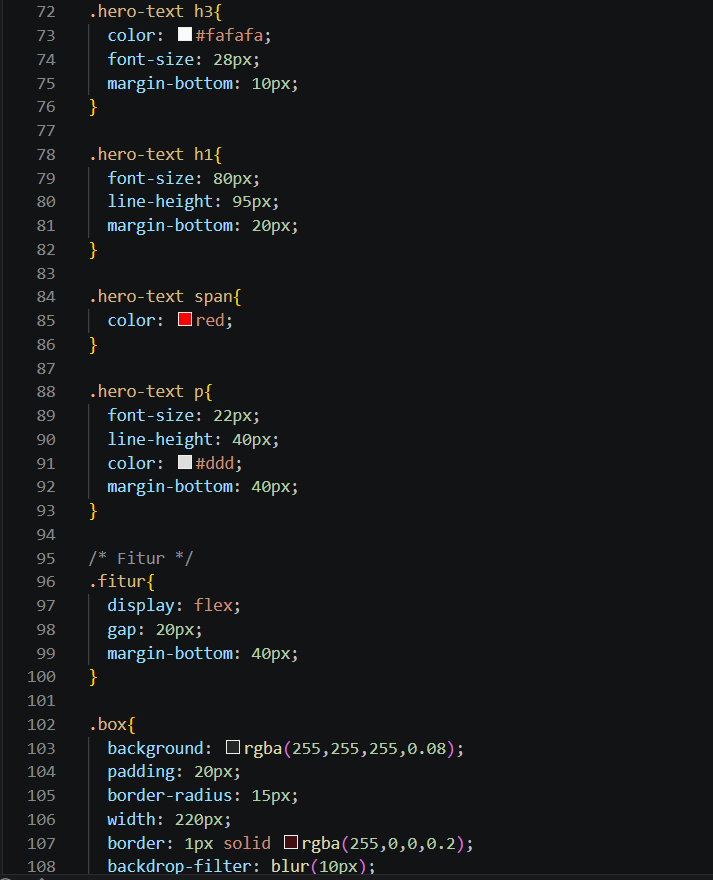 72 .hero-text h3{
73 color: #fafafa;
74 font-size: 28px;
75 margin-bottom: 10px;
76 }
77
78 .hero-text h1{
79 font-size: 80px;
80 line-height: 95px;
81 margin-bottom: 20px;
82 }
83
84 .hero-text span{
85 color: red;
86 }
87
88 .hero-text p{
89 font-size: 22px;
90 line-height: 40px;
91 color: #ddd;
92 margin-bottom: 40px;
93 }
94
95 /* Fitur */
96 .fitur{
97 display: flex;
98 gap: 20px;
99 margin-bottom: 40px;
100 }
101
102 .box{
103 background: rgba(255,255,255,0.08);
104 padding: 20px;
105 border-radius: 15px;
106 width: 220px;
107 border: 1px solid rgba(255,0,0,0.2);
108 backdrop-filter: blur(10px);